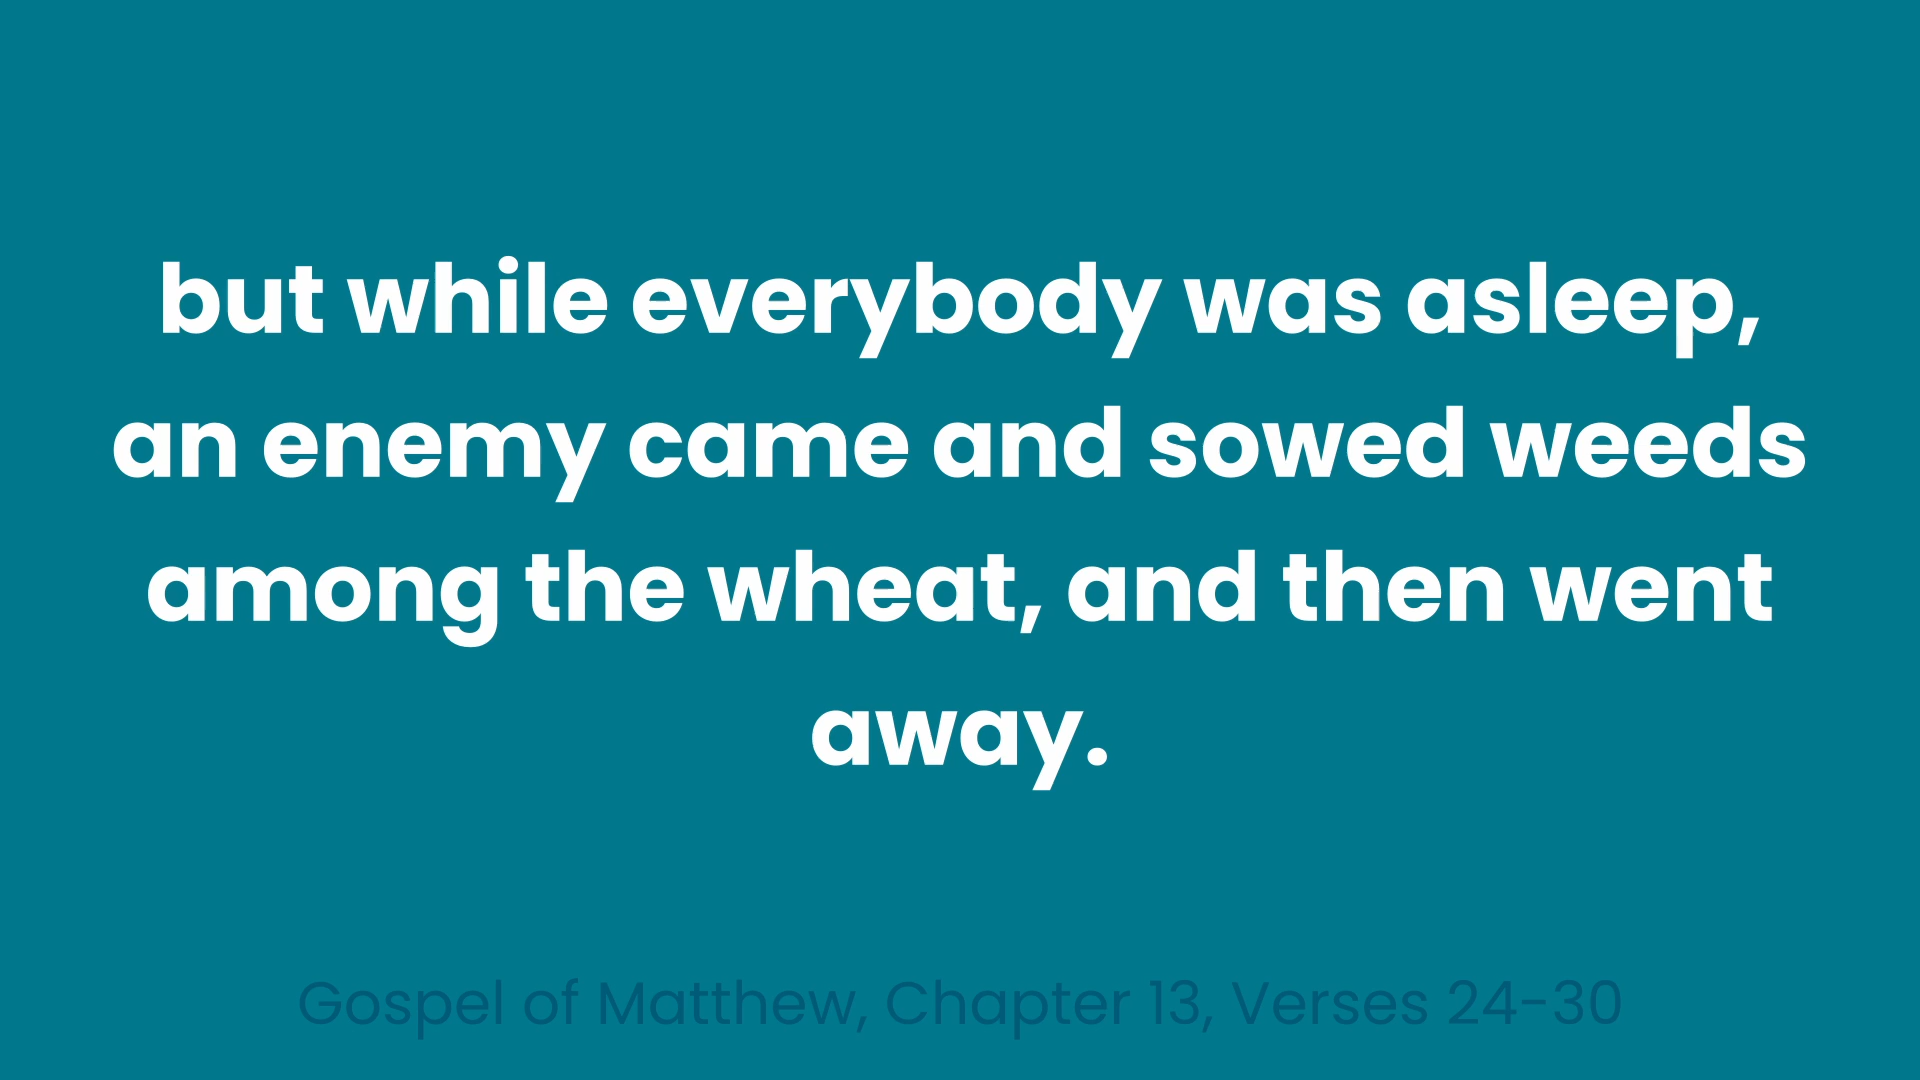 but while everybody was asleep,
an enemy came and sowed weeds
among the wheat, and then went
away.
Gospel of Matthew, Chapter 13, Verses 24-30